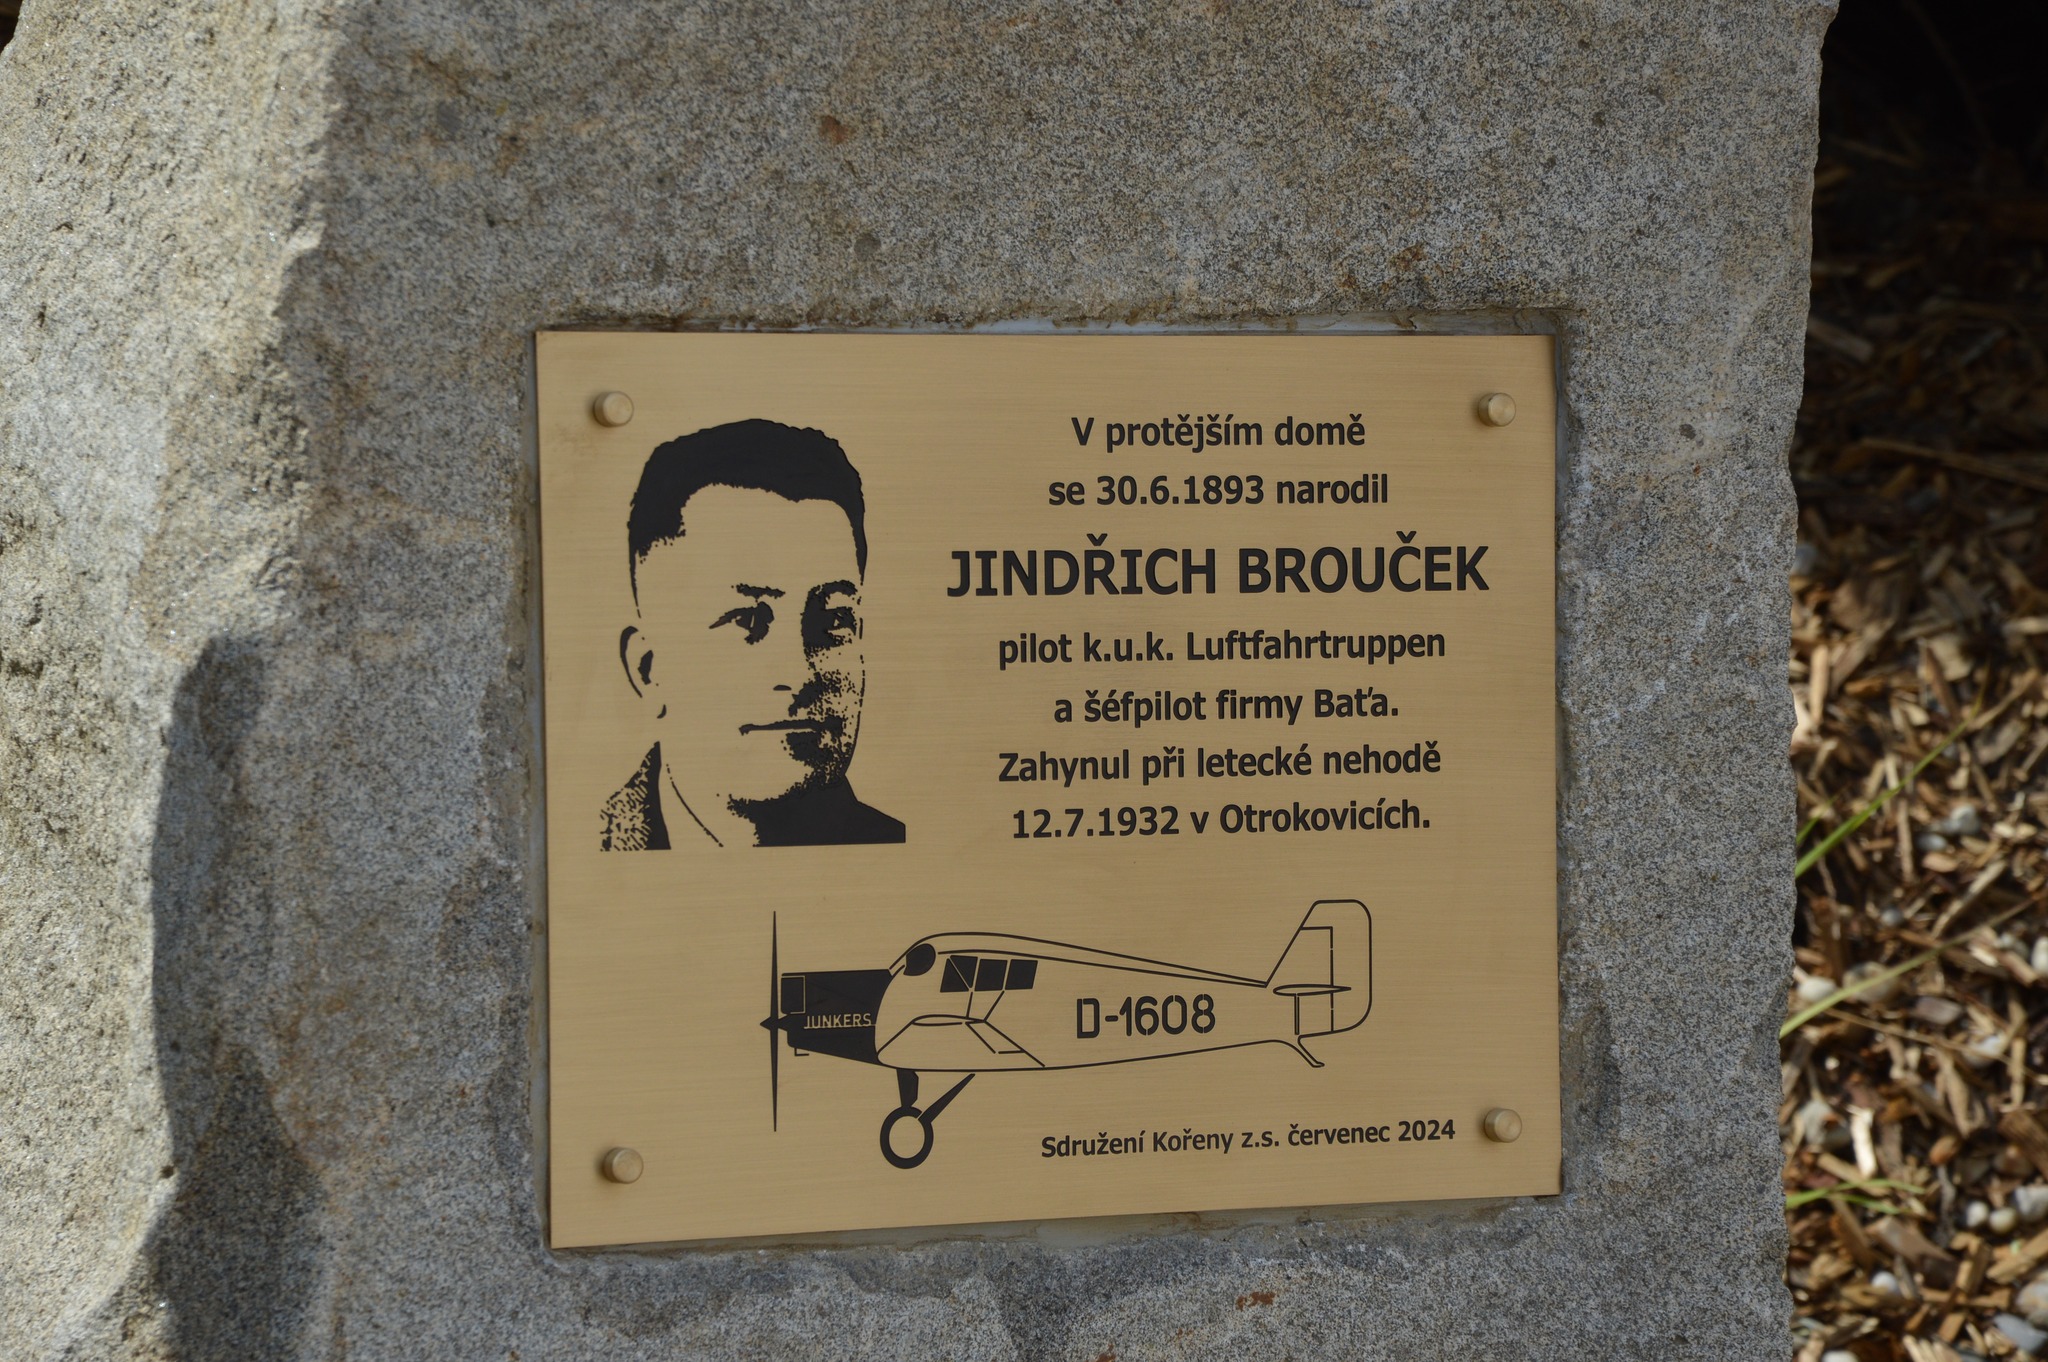 V protějším domě
se 30.6.1893 narodil
JINDŘICH BROUČEK
pilot k.u.k. Luftfahrtruppen
a šéfpilot firmy Baťa.
Zahynul při letecké nehodě
12.7.1932 v Otrokovicích.
JUNKERS
D-1608
Sdružení Kořeny z.s. červenec 2024